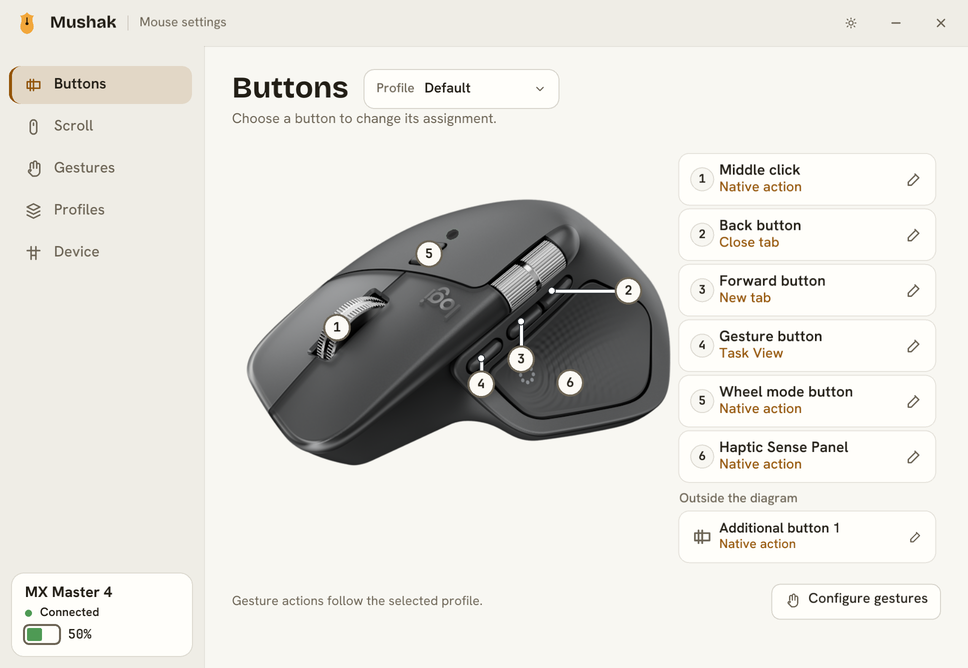 Mushak
Mouse settings
Buttons
Scroll
Gestures
Profiles
Device
MX Master 4
Connected
50%
Buttons
Profile Default
Choose a button to change its assignment.
5
1
2
3
4
6
logi
1 Middle click
Native action
2 Back button
Close tab
3 Forward button
New tab
4 Gesture button
Task View
5 Wheel mode button
Native action
6 Haptic Sense Panel
Native action
Outside the diagram
Additional button 1
Native action
Gesture actions follow the selected profile.
Configure gestures